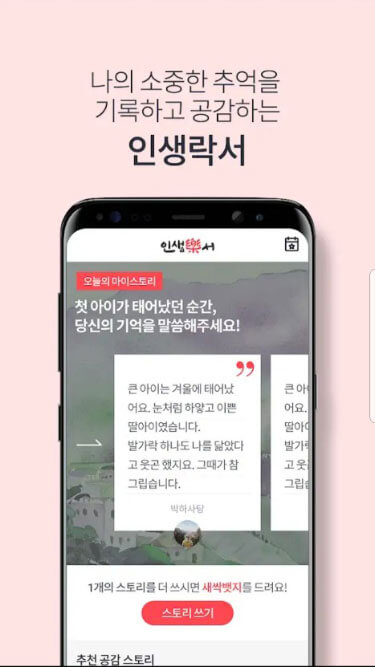 나의 소중한 추억을
기록하고 공감하는
인생락서
인생樂서
오늘의 마이스토리
첫 아이가 태어났던 순간,
당신의 기억을 말씀해주세요!
큰 아이는 겨울에 태어났
어요. 눈처럼 하얗고 이쁜
딸아이였습니다.
발가락 하나도 나를 닮았다
고 웃곤 했지요. 그때가 참
그립습니다.
박하사탕
큰 아
어요.
딸아
발가
고 웃
그립
1개의 스토리를 더 쓰시면 새싹뱃지를 드려요!
스토리 쓰기
추천 공감 스토리